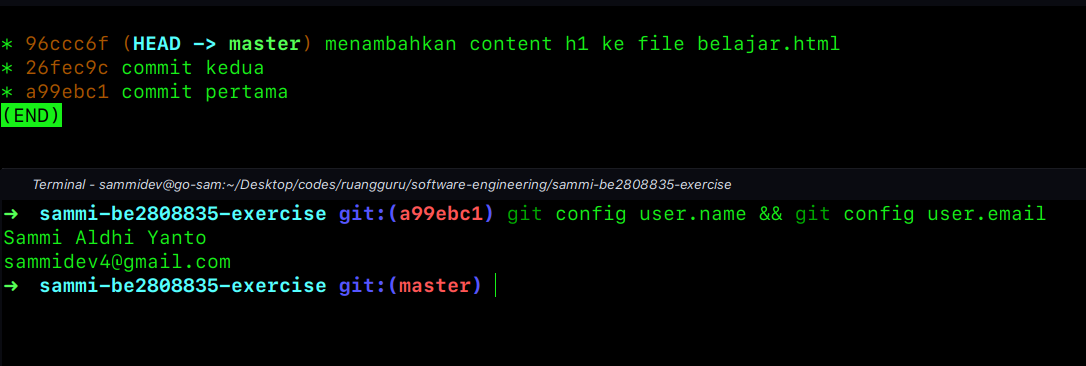 * 96ccc6f (HEAD -> master) menambahkan content h1 ke file belajar.html
* 26fec9c commit kedua
* a99ebc1 commit pertama
(END)
Terminal - sammidev@go-sam:~/Desktop/codes/ruangguru/software-engineering/sammi-be2808835-exercise
→ sammi-be2808835-exercise git:(a99ebc1) git config user.name && git config user.email
Sammi Aldhi Yanto
sammidev4@gmail.com
→ sammi-be2808835-exercise git:(master)